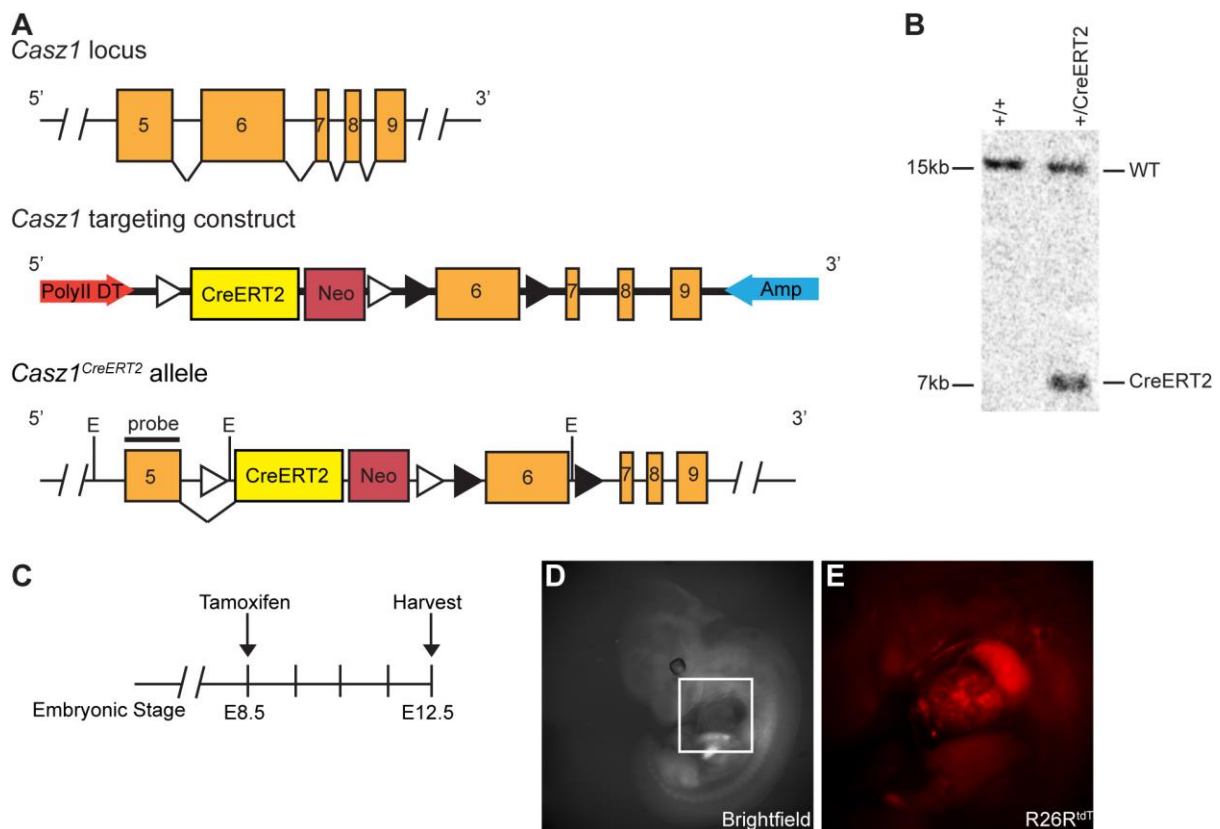 A
Casz1 locus
5’ 3’
5 6 7 8 9
Casz1 targeting construct
5’ 3’
PolyII DT CreERT2 Neo 6 7 8 9 Amp
Casz1CreERT2 allele
5’ 3’
E probe E E
5 CreERT2 Neo 6 7 8 9
B
+/+ +/CreERT2
15kb WT
7kb CreERT2
C
Tamoxifen Harvest
Embryonic Stage
E8.5 E12.5
D
Brightfield
E
R26RtdT